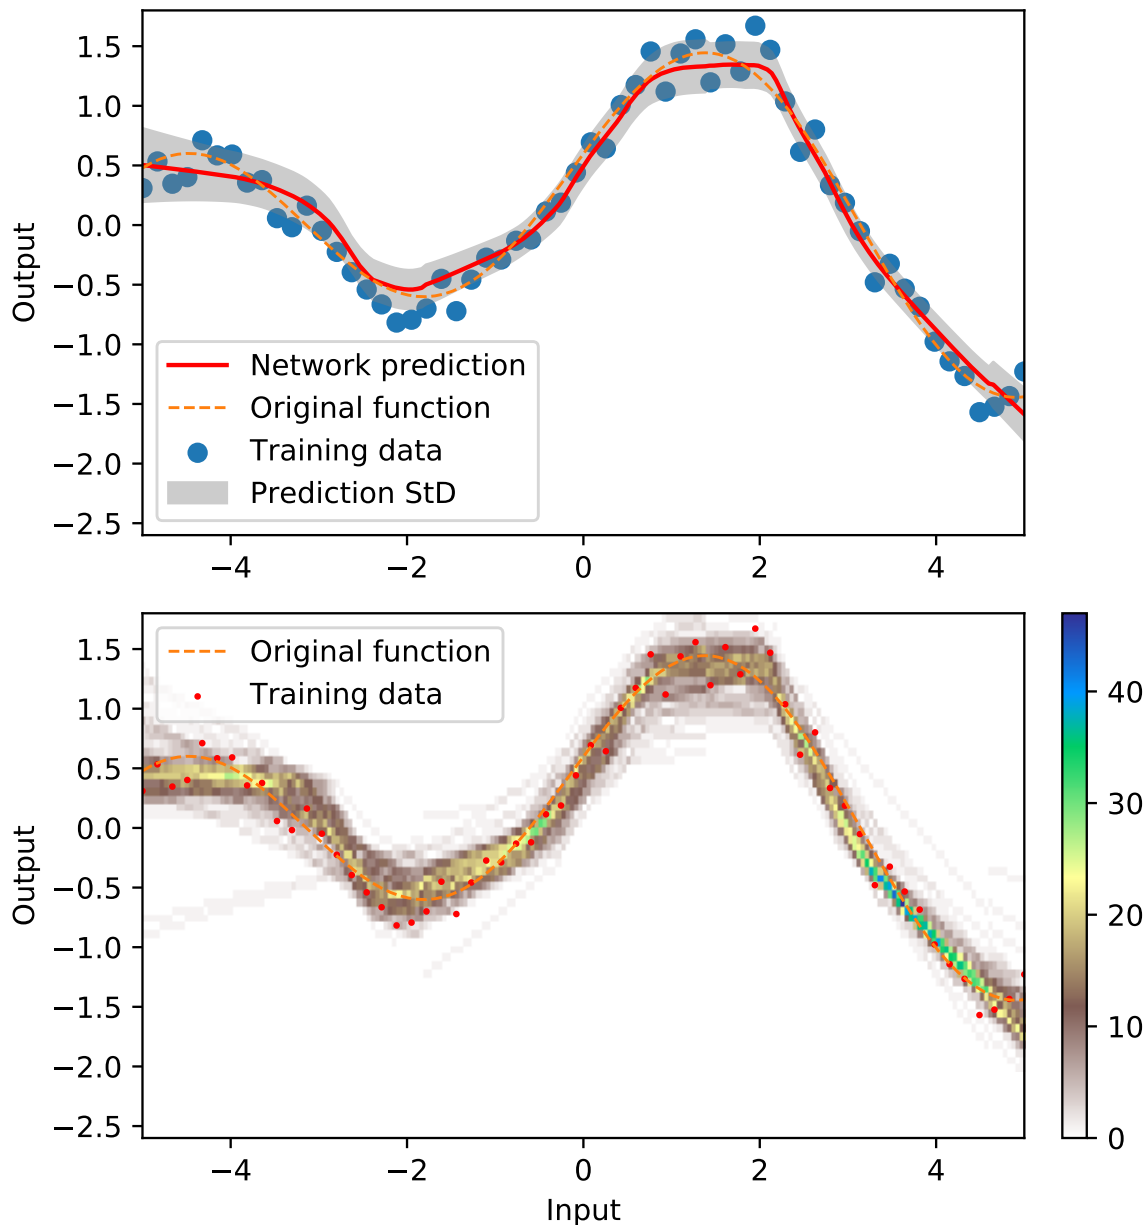 1.5
1.0
0.5
0.0
−0.5
−1.0
−1.5
−2.0
−2.5
Output
Network prediction
Original function
Training data
Prediction StD
−4 −2 0 2 4
1.5
1.0
0.5
0.0
−0.5
−1.0
−1.5
−2.0
−2.5
Output
Original function
Training data
−4 −2 0 2 4
Input
40
30
20
10
0